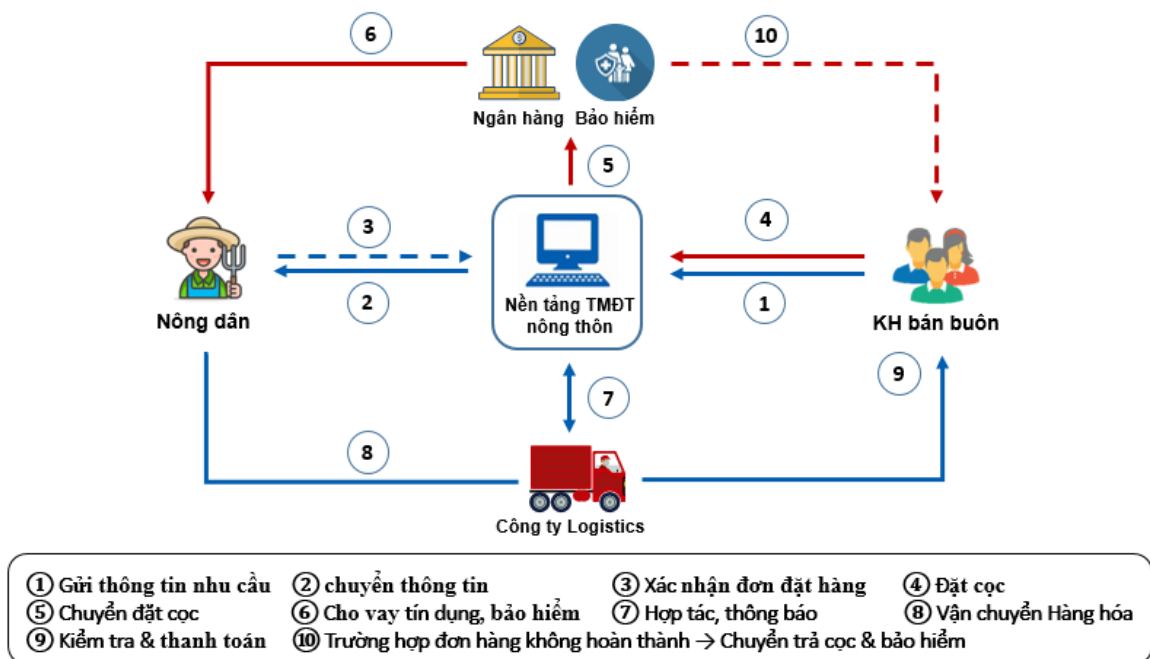 6
10
Ngân hàng Bảo hiểm
5
3
4
Nền tảng TMĐT
nông thôn
2
1
Nông dân
KH bán buôn
7
9
8
Công ty Logistics
① Gửi thông tin nhu cầu ② chuyển thông tin ③ Xác nhận đơn đặt hàng ④ Đặt cọc
⑤ Chuyển đặt cọc ⑥ Cho vay tín dụng, bảo hiểm ⑦ Hợp tác, thông báo ⑧ Vận chuyển Hàng hóa
⑨ Kiểm tra & thanh toán ⑩ Trường hợp đơn hàng không hoàn thành → Chuyển trả cọc & bảo hiểm